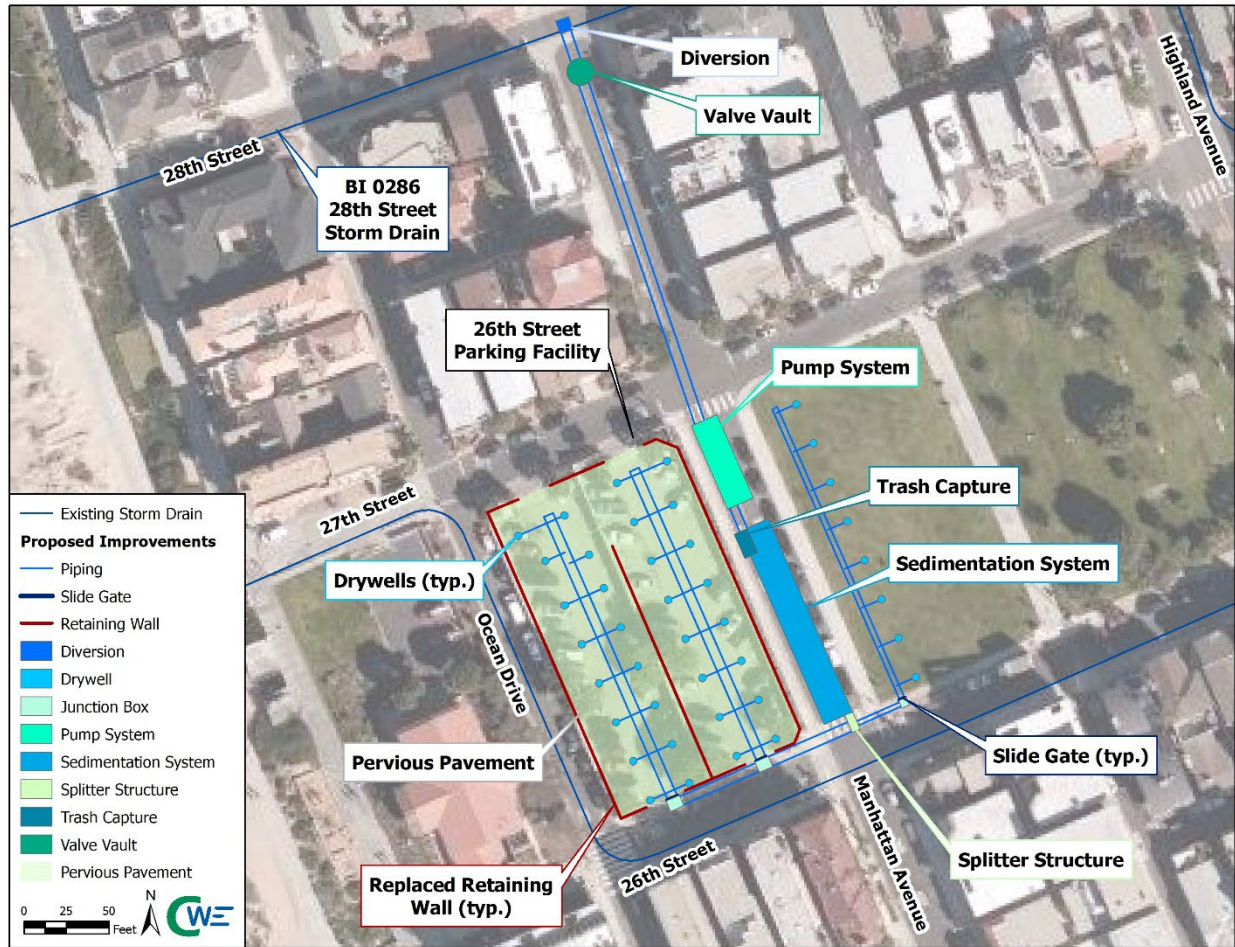 Highland Avenue
Diversion
Valve Vault
28th Street
BI 0286
28th Street
Storm Drain
26th Street
Parking Facility
Pump System
Trash Capture
Sedimentation System
27th Street
Drywells (typ.)
Ocean Drive
Pervious Pavement
Slide Gate (typ.)
Manhattan Avenue
26th Street
Replaced Retaining
Wall (typ.)
Splitter Structure
Existing Storm Drain
Proposed Improvements
Piping
Slide Gate
Retaining Wall
Diversion
Drywell
Junction Box
Pump System
Sedimentation System
Splitter Structure
Trash Capture
Valve Vault
Pervious Pavement
0 25 50
Feet
N
CWE